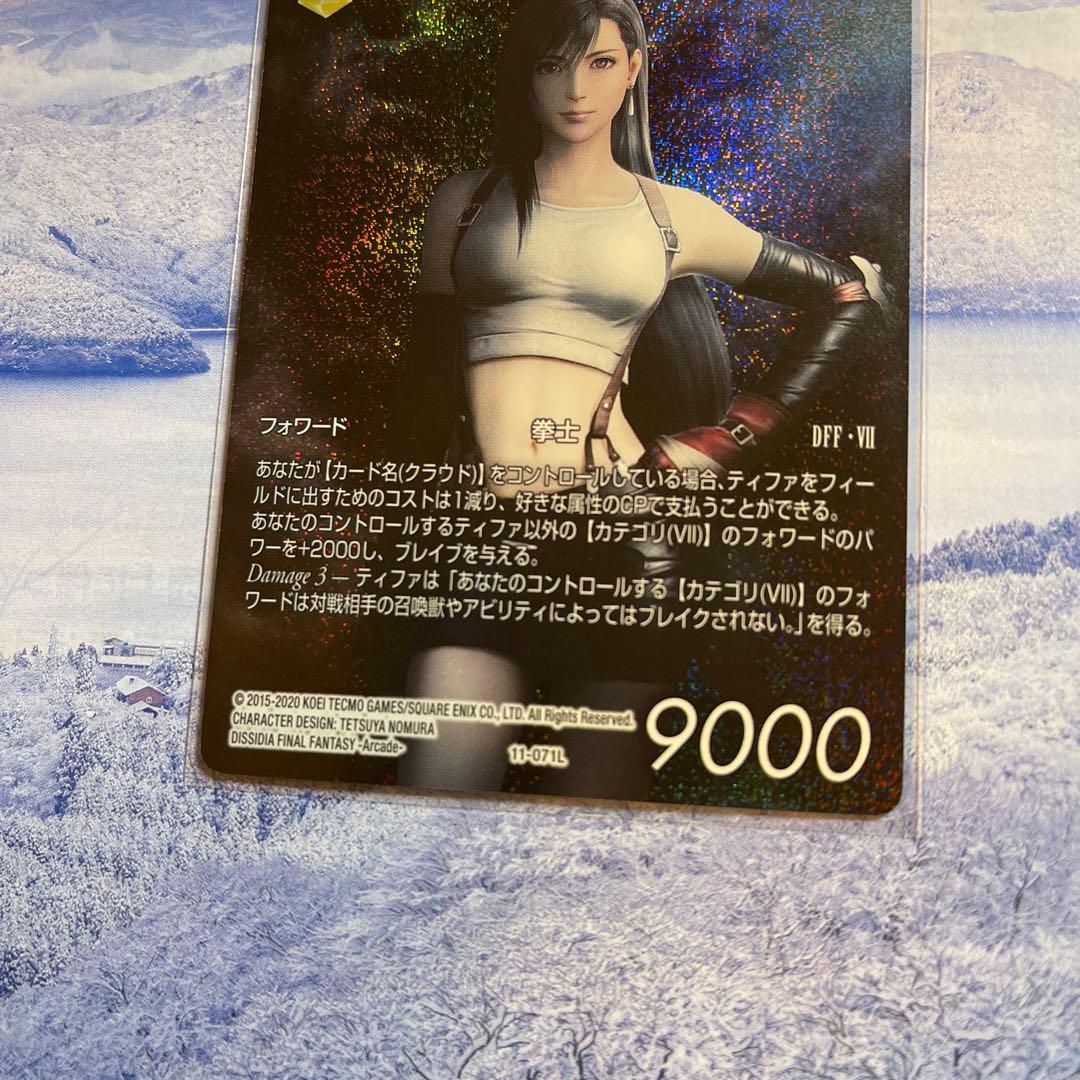 フォワード 拳士 DFF・VII
あなたが【カード名(クラウド)】をコントロールしている場合、ティファをフィー
ルドに出すためのコストは1減り、好きな属性のCPで支払うことができる。
あなたのコントロールするティファ以外の【カテゴリ(VII)】のフォワードのパ
ワーを+2000し、ブレイブを与える。
Damage 3 — ティファは「あなたのコントロールする【カテゴリ(VII)】のフォ
ワードは対戦相手の召喚獣やアビリティによってはブレイクされない。」を得る。
© 2015-2020 KOEI TECMO GAMES/SQUARE ENIX CO., LTD. All Rights Reserved.
CHARACTER DESIGN: TETSUYA NOMURA
DISSIDIA FINAL FANTASY -Arcade-
11-071L
9000